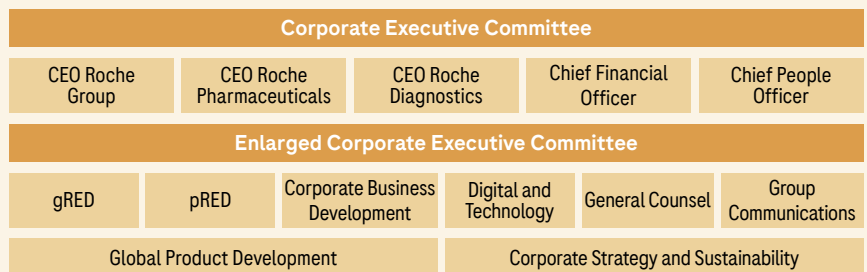 Corporate Executive Committee
CEO Roche
Group
CEO Roche
Pharmaceuticals
CEO Roche
Diagnostics
Chief Financial
Officer
Chief People
Officer
Enlarged Corporate Executive Committee
gRED
pRED
Corporate Business
Development
Digital and
Technology
General Counsel
Group
Communications
Global Product Development
Corporate Strategy and Sustainability